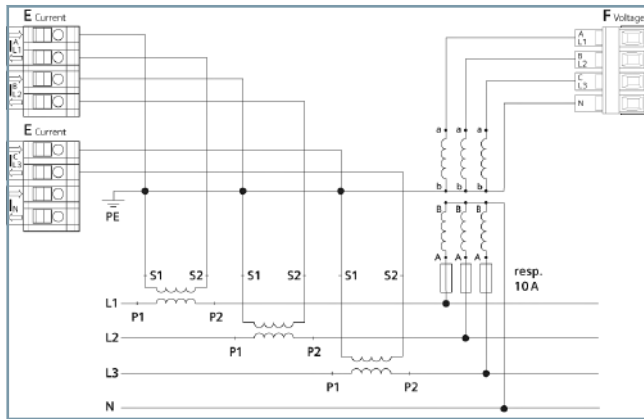 E Current
F Voltage
A
L1
B
L2
C
L3
N
I
A
L1
I
B
L2
E Current
I
C
L3
I
N
a a a
b b b
PE
B B B
A A A
S1 S2 S1 S2 S1 S2
resp.
10 A
L1
P1 P2
L2
P1 P2
L3
P1 P2
N